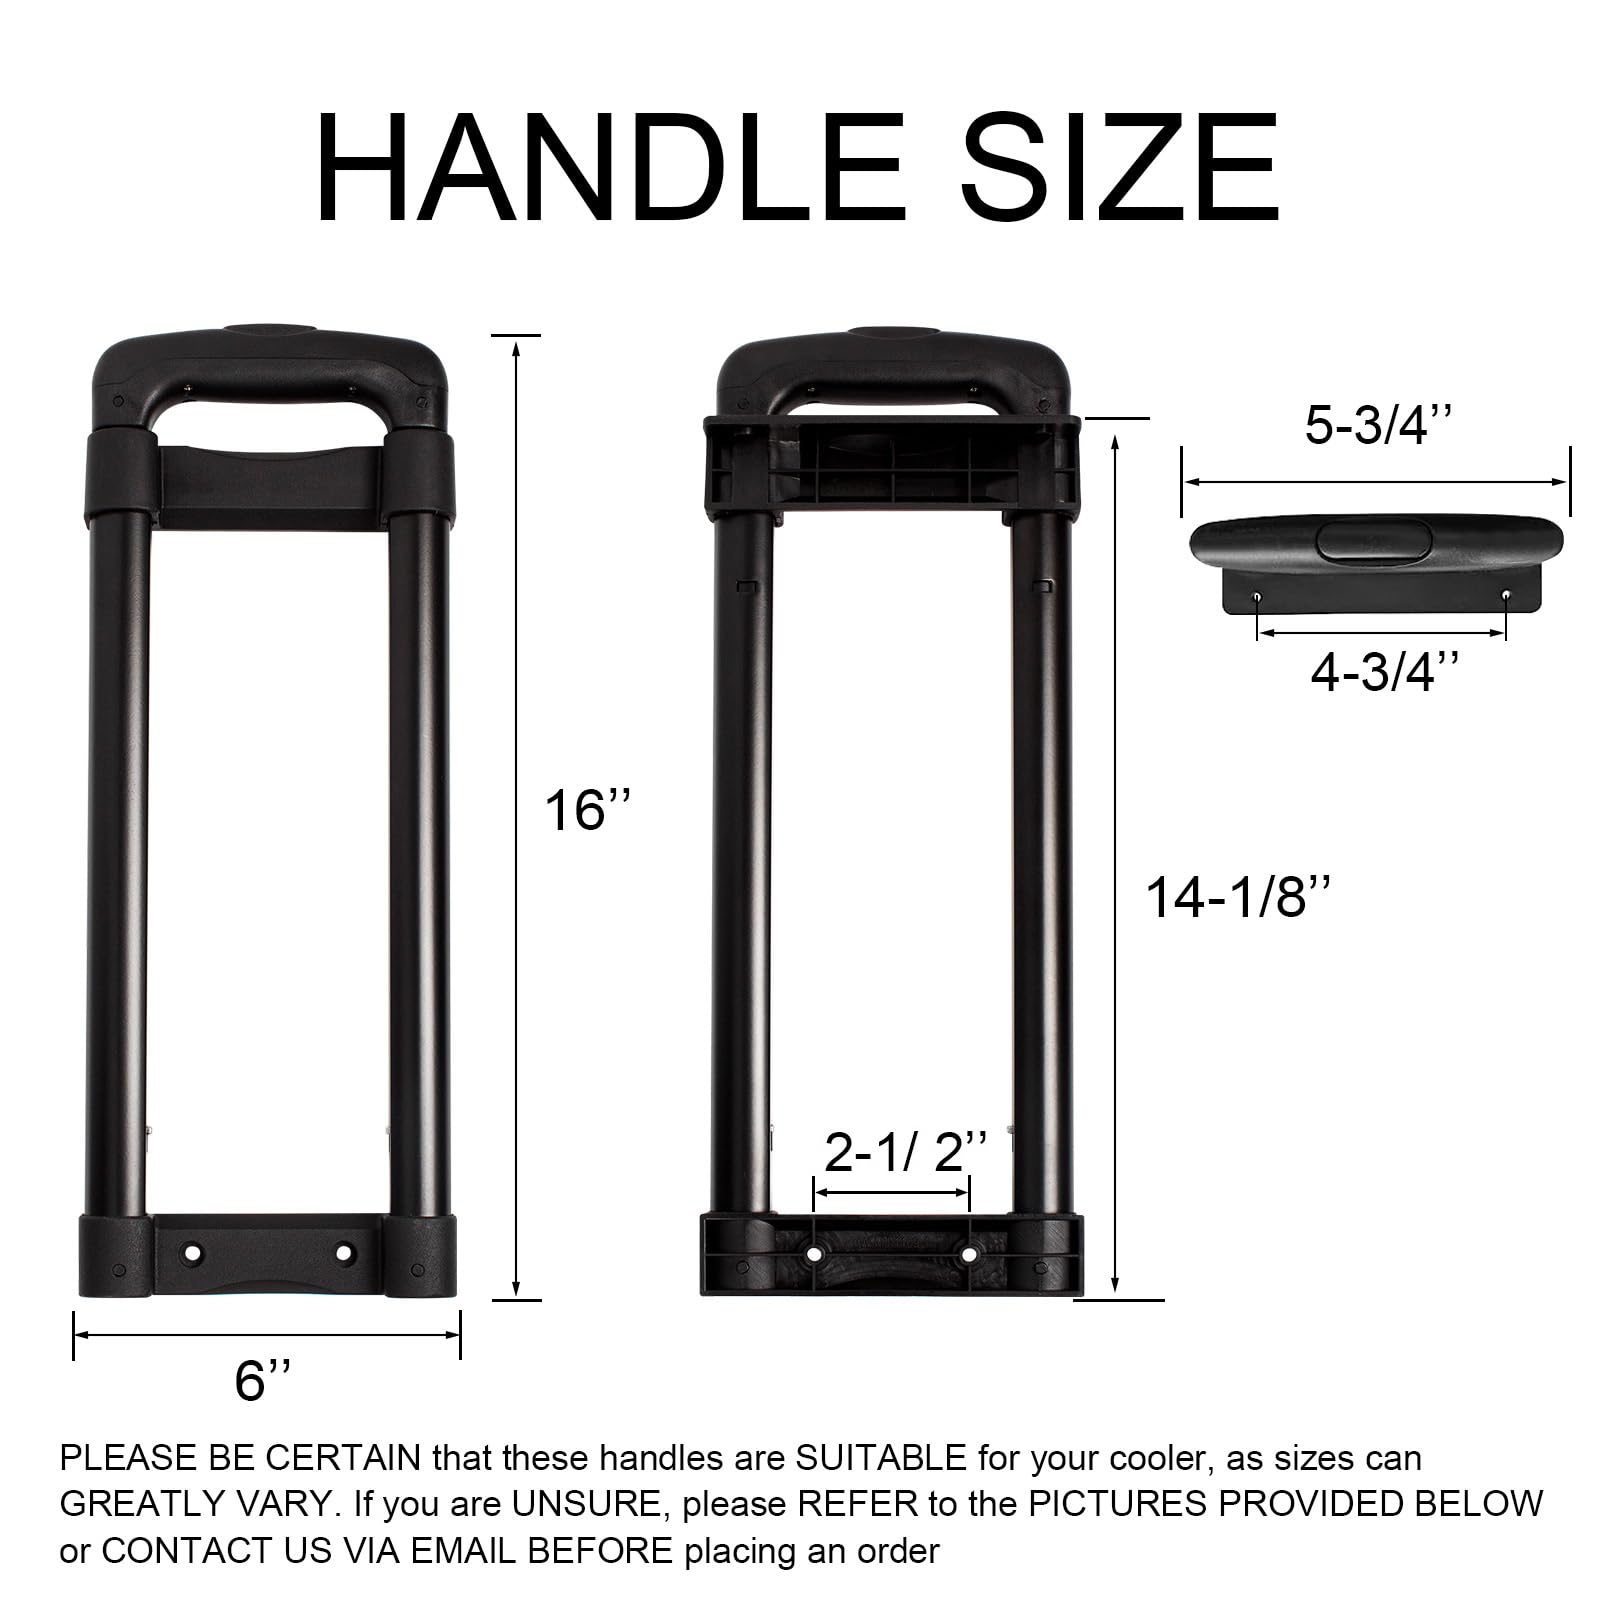 HANDLE SIZE
5-3/4’’
4-3/4’’
16’’
14-1/8’’
2-1/ 2’’
6’’
PLEASE BE CERTAIN that these handles are SUITABLE for your cooler, as sizes can
GREATLY VARY. If you are UNSURE, please REFER to the PICTURES PROVIDED BELOW
or CONTACT US VIA EMAIL BEFORE placing an order